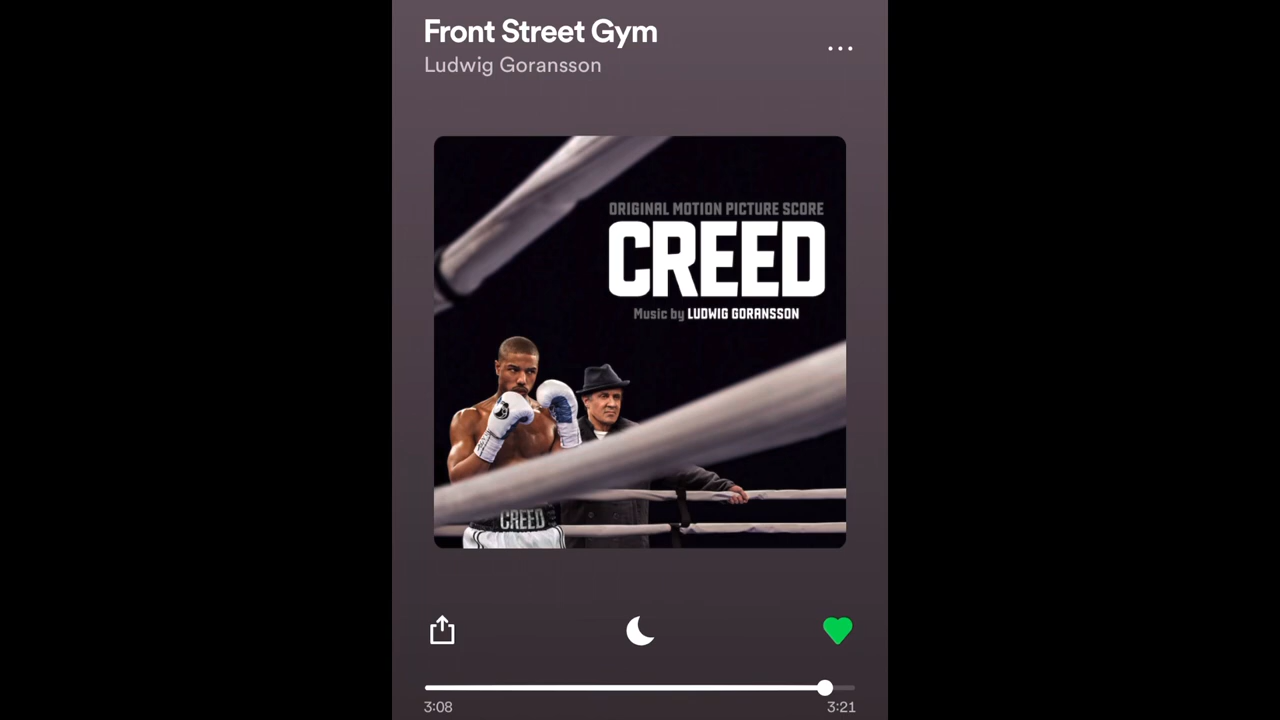 Front Street Gym
Ludwig Goransson
ORIGINAL MOTION PICTURE SCORE
CREED
Music by LUDWIG GORANSSON
CREED
3:08
3:21